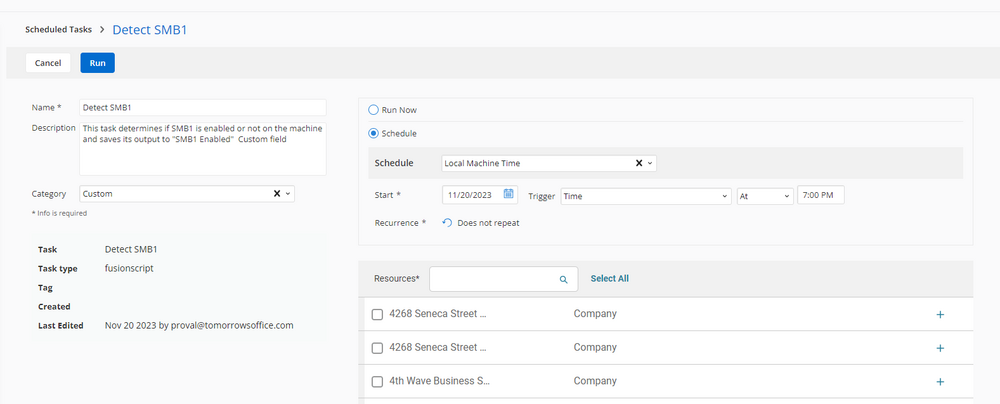 Scheduled Tasks > Detect SMB1
Cancel Run
Name * Detect SMB1
Description This task determines if SMB1 is enabled or not on the machine
and saves its output to "SMB1 Enabled" Custom field
Category Custom
* Info is required
Task Detect SMB1
Task type fusionscript
Tag
Created
Last Edited Nov 20 2023 by proval@tomorrowsoffice.com
Run Now
Schedule
Schedule Local Machine Time
Start * 11/20/2023 Trigger Time At 7:00 PM
Recurrence * Does not repeat
Resources* Select All
4268 Seneca Street ... Company
4268 Seneca Street ... Company
4th Wave Business S... Company